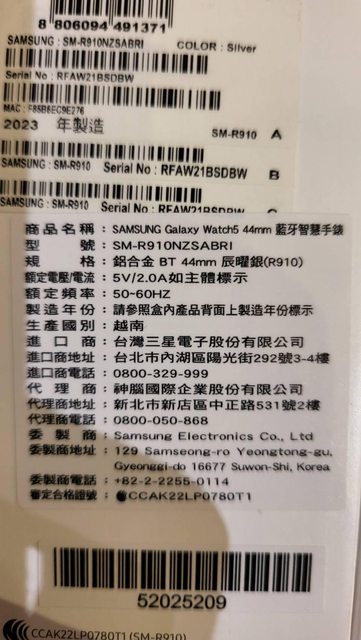 8 806094 491371
SAMSUNG : SM-R910NZSABRI COLOR : Silver
Serial No : RFAW21BSDBW
MAC : F85B6EC9E276
2023 年製造 SM-R910 A
SAMSUNG : SM-R910 Serial No : RFAW21BSDBW B
SAMSUNG : SM-R910 Serial No : RFAW21BSDBW C
商品名稱 : SAMSUNG Galaxy Watch5 44mm 藍牙智慧手錶
型號 : SM-R910NZSABRI
規格 : 鋁合金 BT 44mm 辰曜銀(R910)
額定電壓/電流 : 5V/2.0A如主體標示
額定頻率 : 50~60HZ
製造年份 : 請參照盒內產品背面上製造年份標示
生產國別 : 越南
進口商 : 台灣三星電子股份有限公司
進口商地址 : 台北市內湖區陽光街292號3-4樓
進口商電話 : 0800-329-999
代理商 : 神腦國際企業股份有限公司
代理商地址 : 新北市新店區中正路531號2樓
代理商電話 : 0800-050-868
委製商 : Samsung Electronics Co., Ltd
委製商地址 : 129 Samseong-ro Yeongtong-gu,
Gyeonggi-do 16677 Suwon-Shi, Korea
委製商電話 : +82-2-2255-0114
審定合格證號 : CCAK22LP0780T1
52025209
CCAK22LP0780T1 (SM-R910)